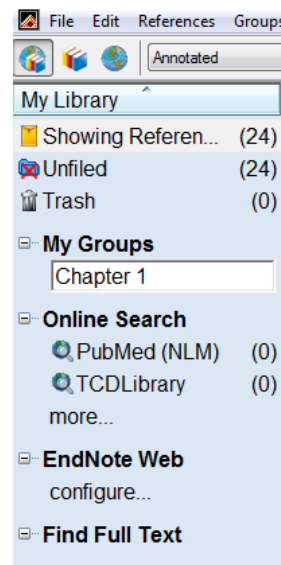 File Edit References Groups
Annotated
My Library
Showing Referen... (24)
Unfiled (24)
Trash (0)
My Groups
Chapter 1
Online Search
PubMed (NLM) (0)
TCDLibrary (0)
more...
EndNote Web
configure...
Find Full Text